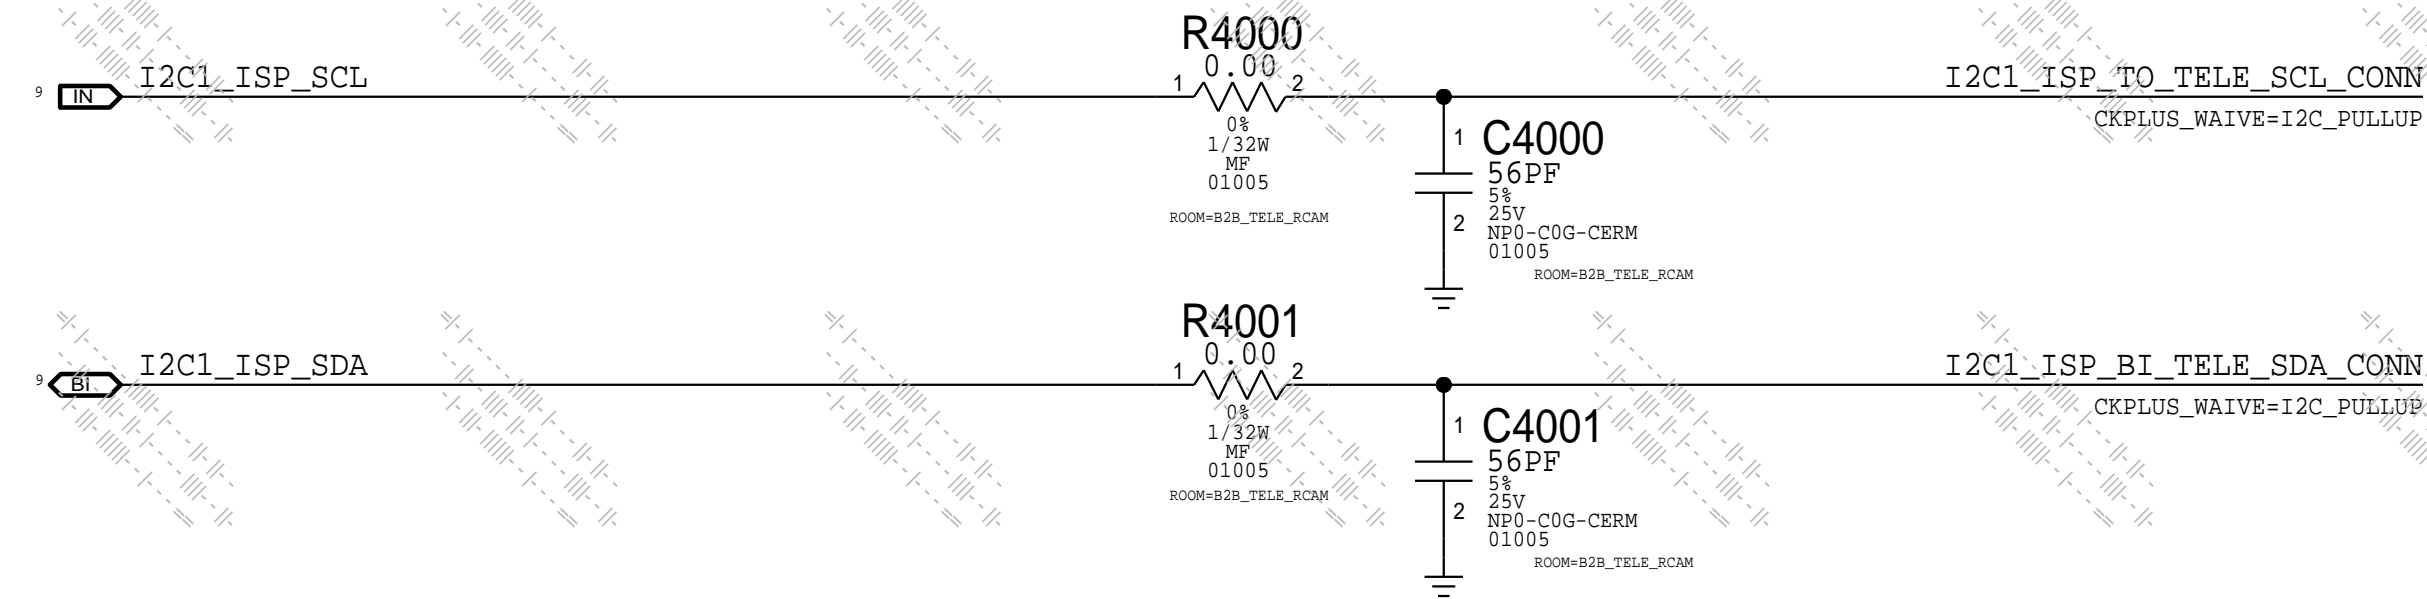 R4000
0.00
9 IN I2C1_ISP_SCL 1 2 I2C1_ISP_TO_TELE_SCL_CONN
0%
1/32W
MF
01005
ROOM=B2B_TELE_RCAM
CKPLUS_WAIVE=I2C_PULLUP
1 C4000
56PF
5%
25V
2 NP0-C0G-CERM
01005
ROOM=B2B_TELE_RCAM
R4001
0.00
9 BI I2C1_ISP_SDA 1 2 I2C1_ISP_BI_TELE_SDA_CONN
0%
1/32W
MF
01005
ROOM=B2B_TELE_RCAM
CKPLUS_WAIVE=I2C_PULLUP
1 C4001
56PF
5%
25V
2 NP0-C0G-CERM
01005
ROOM=B2B_TELE_RCAM